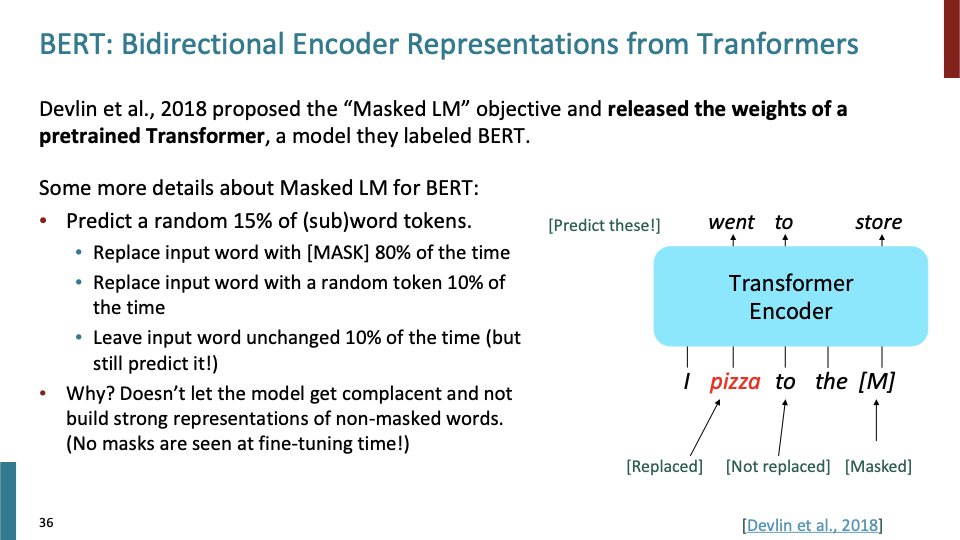 BERT: Bidirectional Encoder Representations from Tranformers
Devlin et al., 2018 proposed the “Masked LM” objective and released the weights of a
pretrained Transformer, a model they labeled BERT.
Some more details about Masked LM for BERT:
• Predict a random 15% of (sub)word tokens.
• Replace input word with [MASK] 80% of the time
• Replace input word with a random token 10% of
the time
• Leave input word unchanged 10% of the time (but
still predict it!)
• Why? Doesn’t let the model get complacent and not
build strong representations of non-masked words.
(No masks are seen at fine-tuning time!)
[Predict these!] went to store
Transformer
Encoder
I pizza to the [M]
[Replaced] [Not replaced] [Masked]
36
[Devlin et al., 2018]